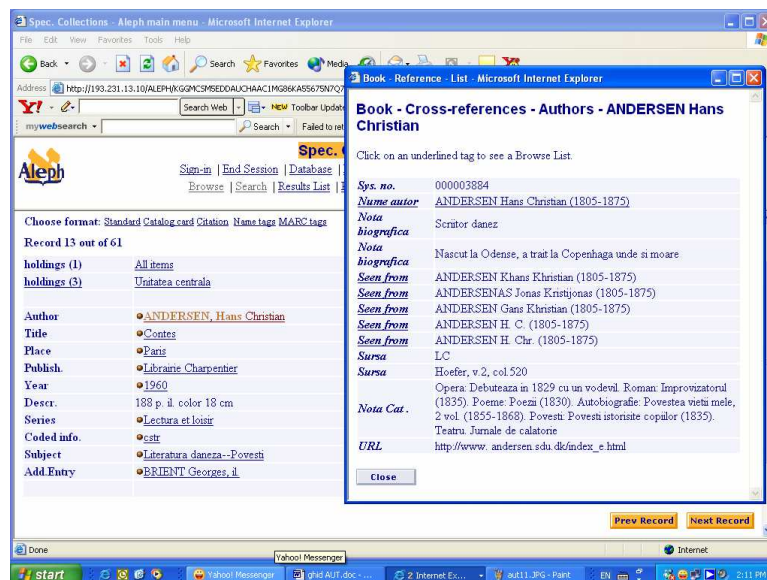 Spec. Collections - Aleph main menu - Microsoft Internet Explorer
File Edit View Favorites Tools Help
Back Search Favorites Media
Address http://193.231.13.10/ALEPH/
Y! Search Web NEW Toolbar Update
mywebsearch Search Failed to ret
Aleph
Spec.
Sign-in | End Session | Database |
Browse | Search | Results List |
Choose format: Standard Catalog card Citation Name tags MARC tags
Record 13 out of 61
holdings (1) All items
holdings (3) Unitatea centrala
Author ANDERSEN, Hans Christian
Title Contes
Place Paris
Publish. Librairie Charpentier
Year 1960
Descr. 188 p. il. color 18 cm
Series Lectura et loisir
Coded info. cstr
Subject Literatura daneza--Povesti
Add.Entry BRIENT Georges, il.
Book - Reference - List - Microsoft Internet Explorer
Book - Cross-references - Authors - ANDERSEN Hans
Christian
Click on an underlined tag to see a Browse List.
Sys. no. 000003884
Nume autor ANDERSEN Hans Christian (1805-1875)
Nota
biografica Scriitor danez
Nota
biografica Nascut la Odense, a trait la Copenhaga unde si moare
Seen from ANDERSEN Khans Khristian (1805-1875)
Seen from ANDERSENAS Jonas Kristijonas (1805-1875)
Seen from ANDERSEN Gans Khristian (1805-1875)
Seen from ANDERSEN H. C. (1805-1875)
Seen from ANDERSEN H. Chr. (1805-1875)
Sursa LC
Sursa Hoefer, v.2, col.520
Nota Cat . Opera: Debuteaza in 1829 cu un vodevil. Roman: Improvizatorul
(1835). Poeme: Poezii (1830). Autobiografie: Povestea vietii mele,
2 vol. (1855-1868). Povesti: Povesti istorisite copiilor (1835).
Teatru. Jurnale de calatorie
URL http://www. andersen.sdu.dk/index_e.html
Close
Prev Record Next Record
Done Internet
Yahoo! Messenger
start Yahoo! Messenger ghid AUT.doc - ... 2 Internet Ex... aut11.JPG - Paint EN 2:11 PM